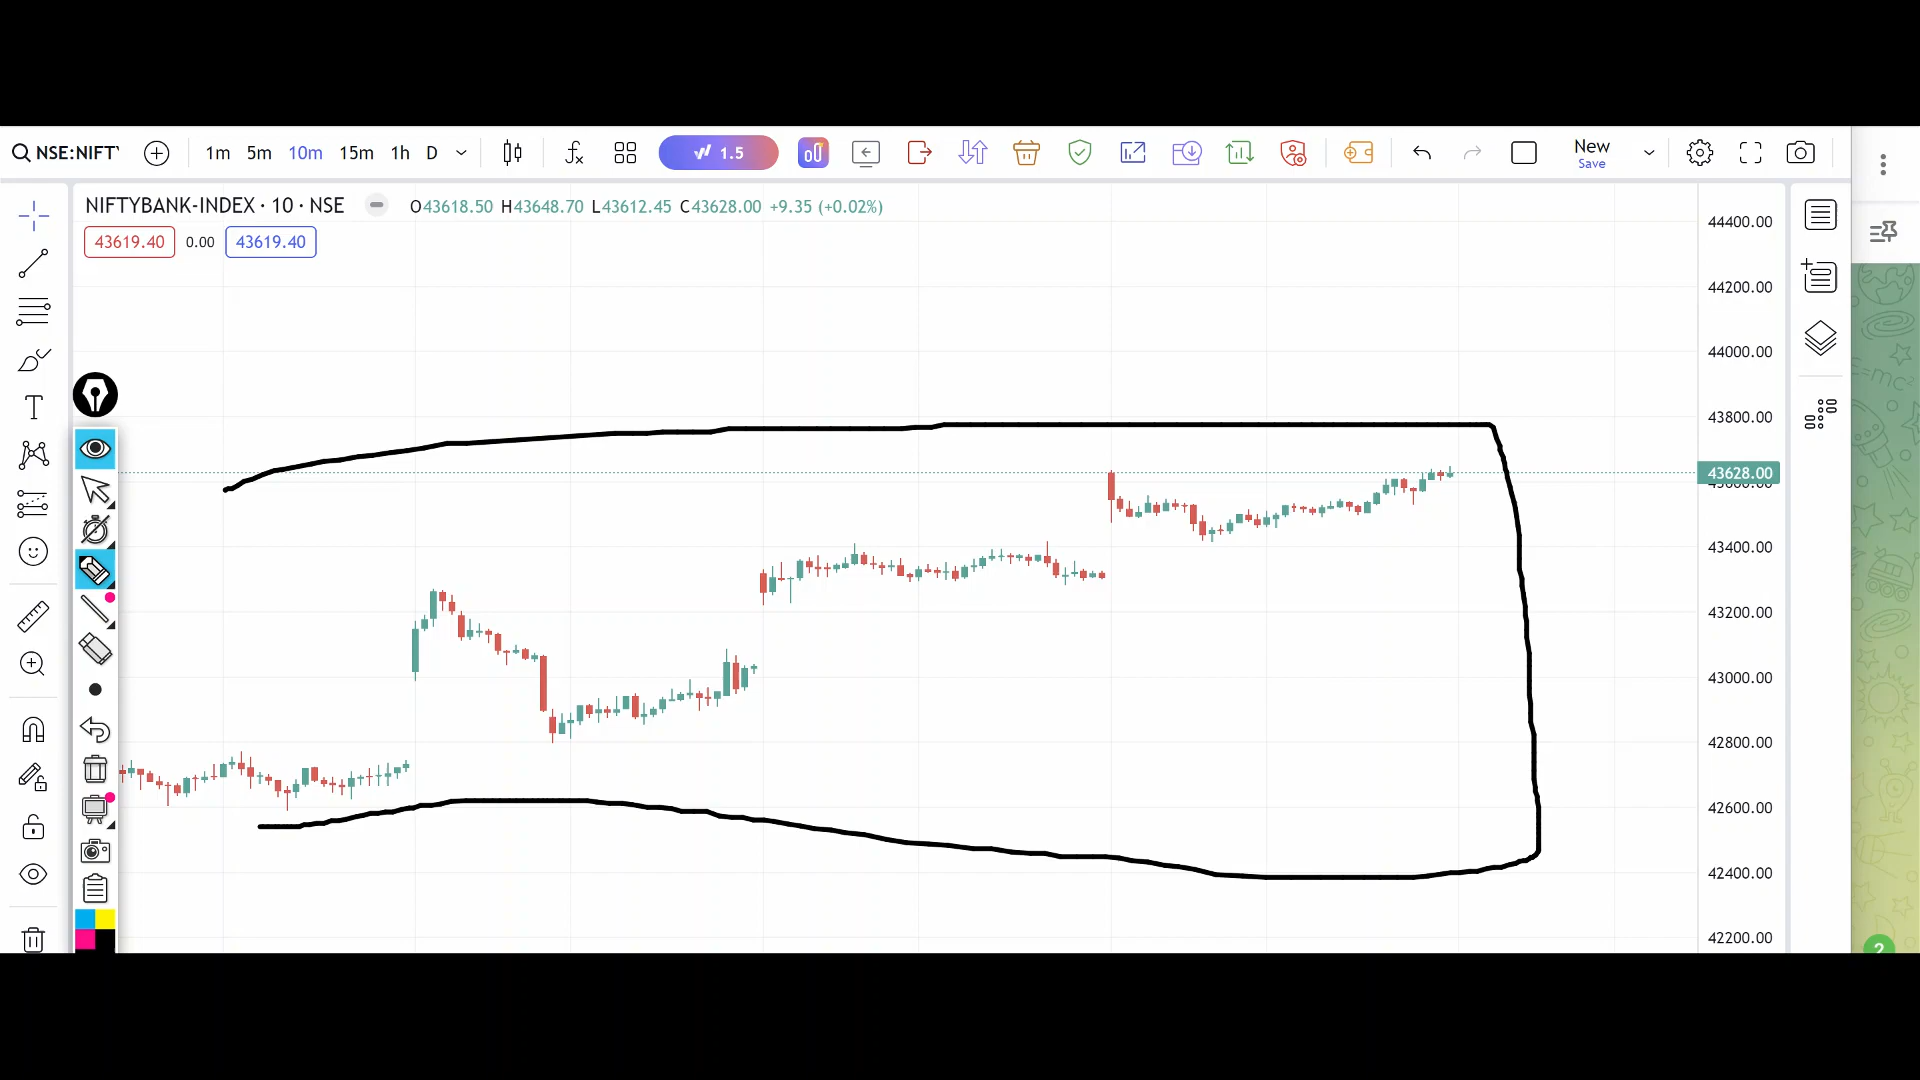 NSE:NIFT
1m 5m 10m 15m 1h D
1.5
New
Save
NIFTYBANK-INDEX · 10 · NSE
O43618.50 H43648.70 L43612.45 C43628.00 +9.35 (+0.02%)
43619.40 0.00 43619.40
44400.00
44200.00
44000.00
43800.00
43628.00
43600.00
43400.00
43200.00
43000.00
42800.00
42600.00
42400.00
42200.00
T
2